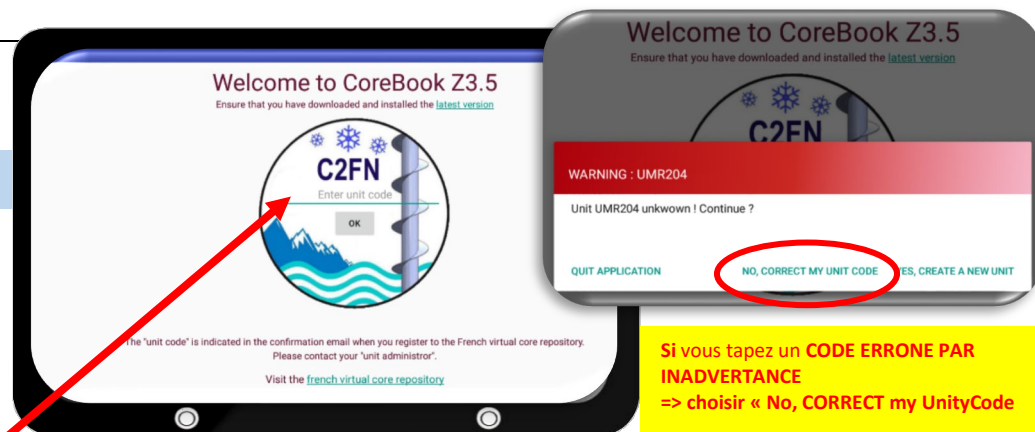 Welcome to CoreBook Z3.5
Ensure that you have downloaded and installed the latest version
C2FN
Enter unit code
OK
The "unit code" is indicated in the confirmation email when you register to the French virtual core repository.
Please contact your "unit administror".
Visit the french virtual core repository
Welcome to CoreBook Z3.5
Ensure that you have downloaded and installed the latest version
C2FN
WARNING : UMR204
Unit UMR204 unkwown ! Continue ?
QUIT APPLICATION
NO, CORRECT MY UNIT CODE
YES, CREATE A NEW UNIT
Si vous tapez un CODE ERRONE PAR
INADVERTANCE
=> choisir « No, CORRECT my UnityCode